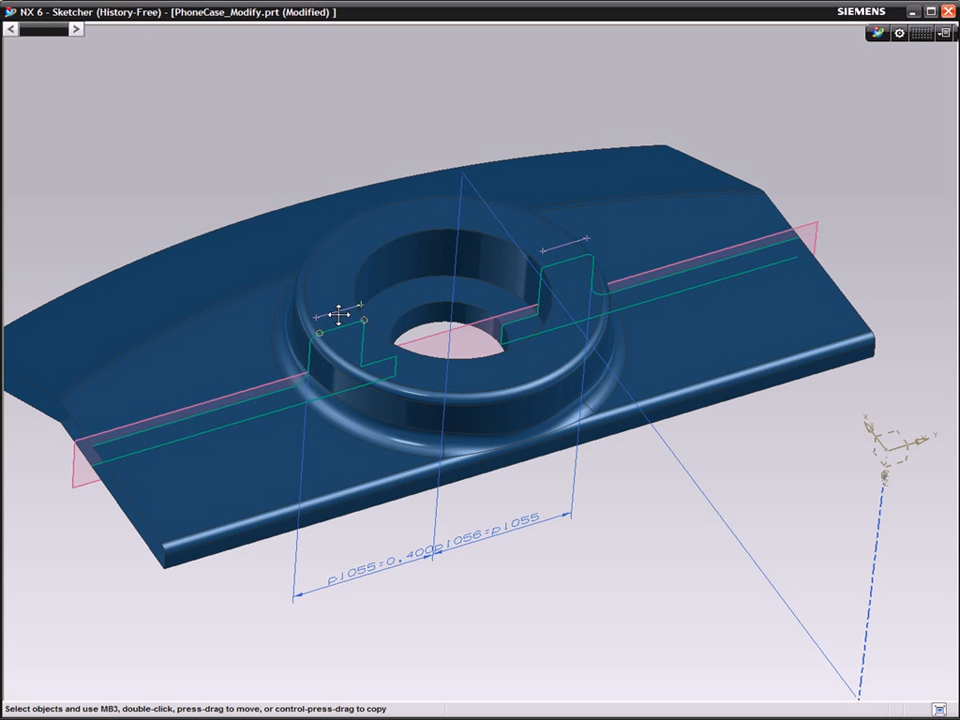 NX 6 - Sketcher (History-Free) - [PhoneCase_Modify.prt (Modified) ]
SIEMENS
p1055=0.400
p1056=p1055
Select objects and use MB3, double-click, press-drag to move, or control-press-drag to copy